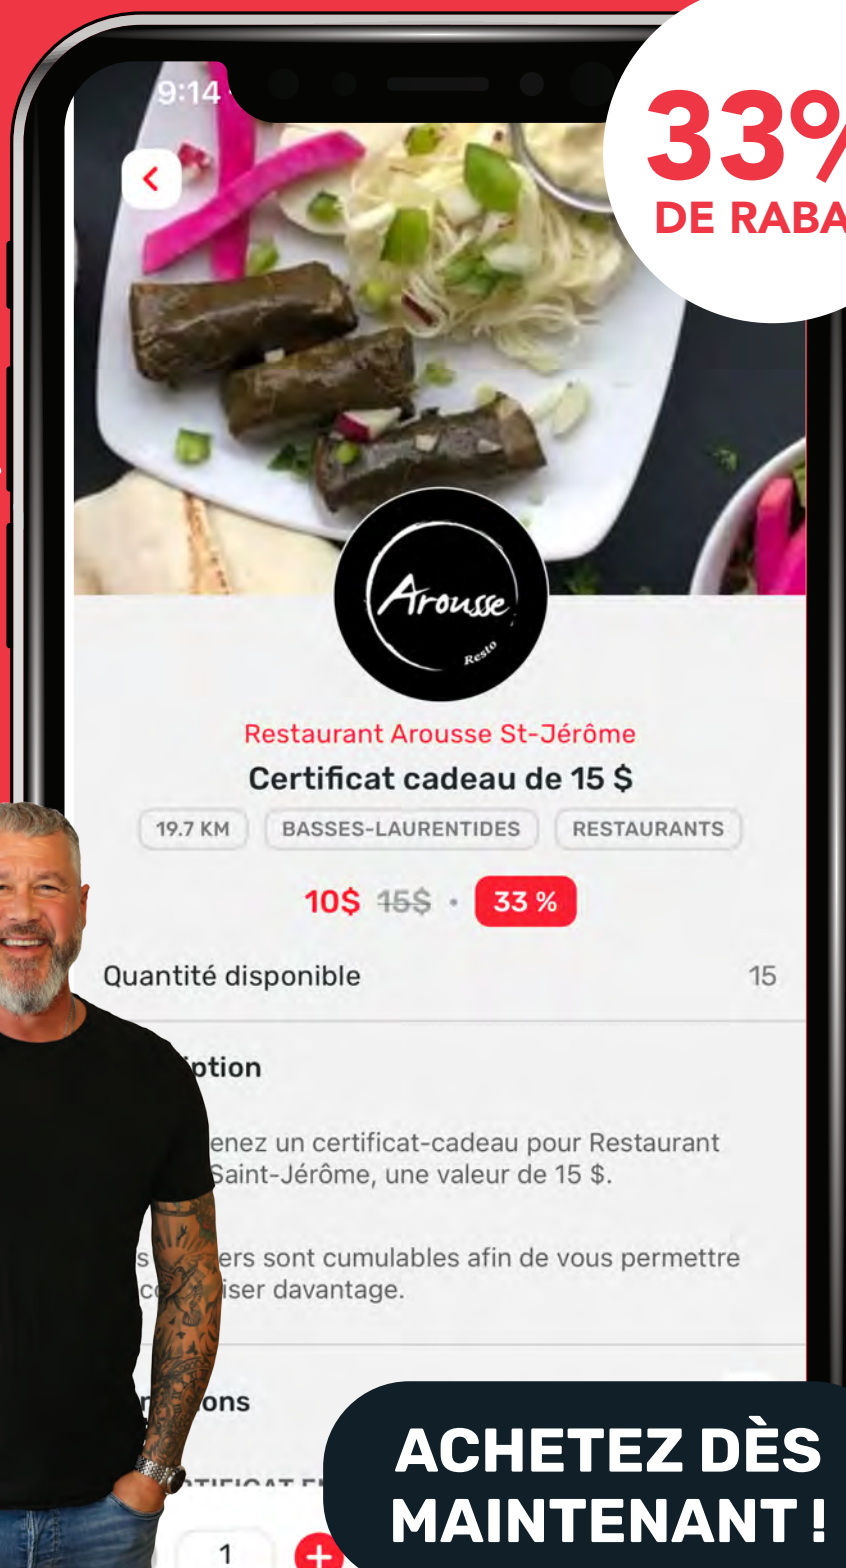 9:14
33%
DE RABA
Arousse
Resto
Restaurant Arousse St-Jérôme
Certificat cadeau de 15 $
19.7 KM BASSES-LAURENTIDES RESTAURANTS
10$ 15$ • 33 %
Quantité disponible 15
iption
enez un certificat-cadeau pour Restaurant
Saint-Jérôme, une valeur de 15 $.
s ers sont cumulables afin de vous permettre
iser davantage.
ons
ACHETEZ DÈS
MAINTENANT !
1 +